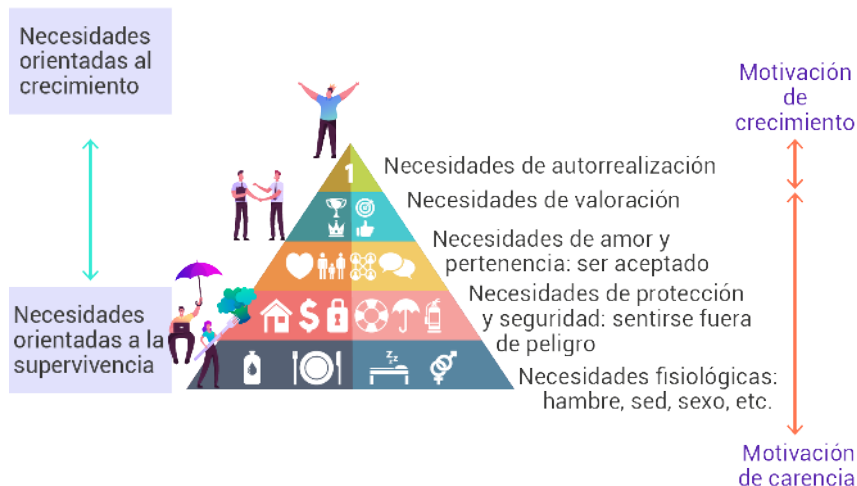 Necesidades
orientadas al
crecimiento
Motivación
de
crecimiento
1
Necesidades de autorrealización
Necesidades de valoración
Necesidades de amor y
pertenencia: ser aceptado
Necesidades de protección
y seguridad: sentirse fuera
de peligro
Necesidades
orientadas a la
supervivencia
$
zzz
Necesidades fisiológicas:
hambre, sed, sexo, etc.
Motivación
de carencia